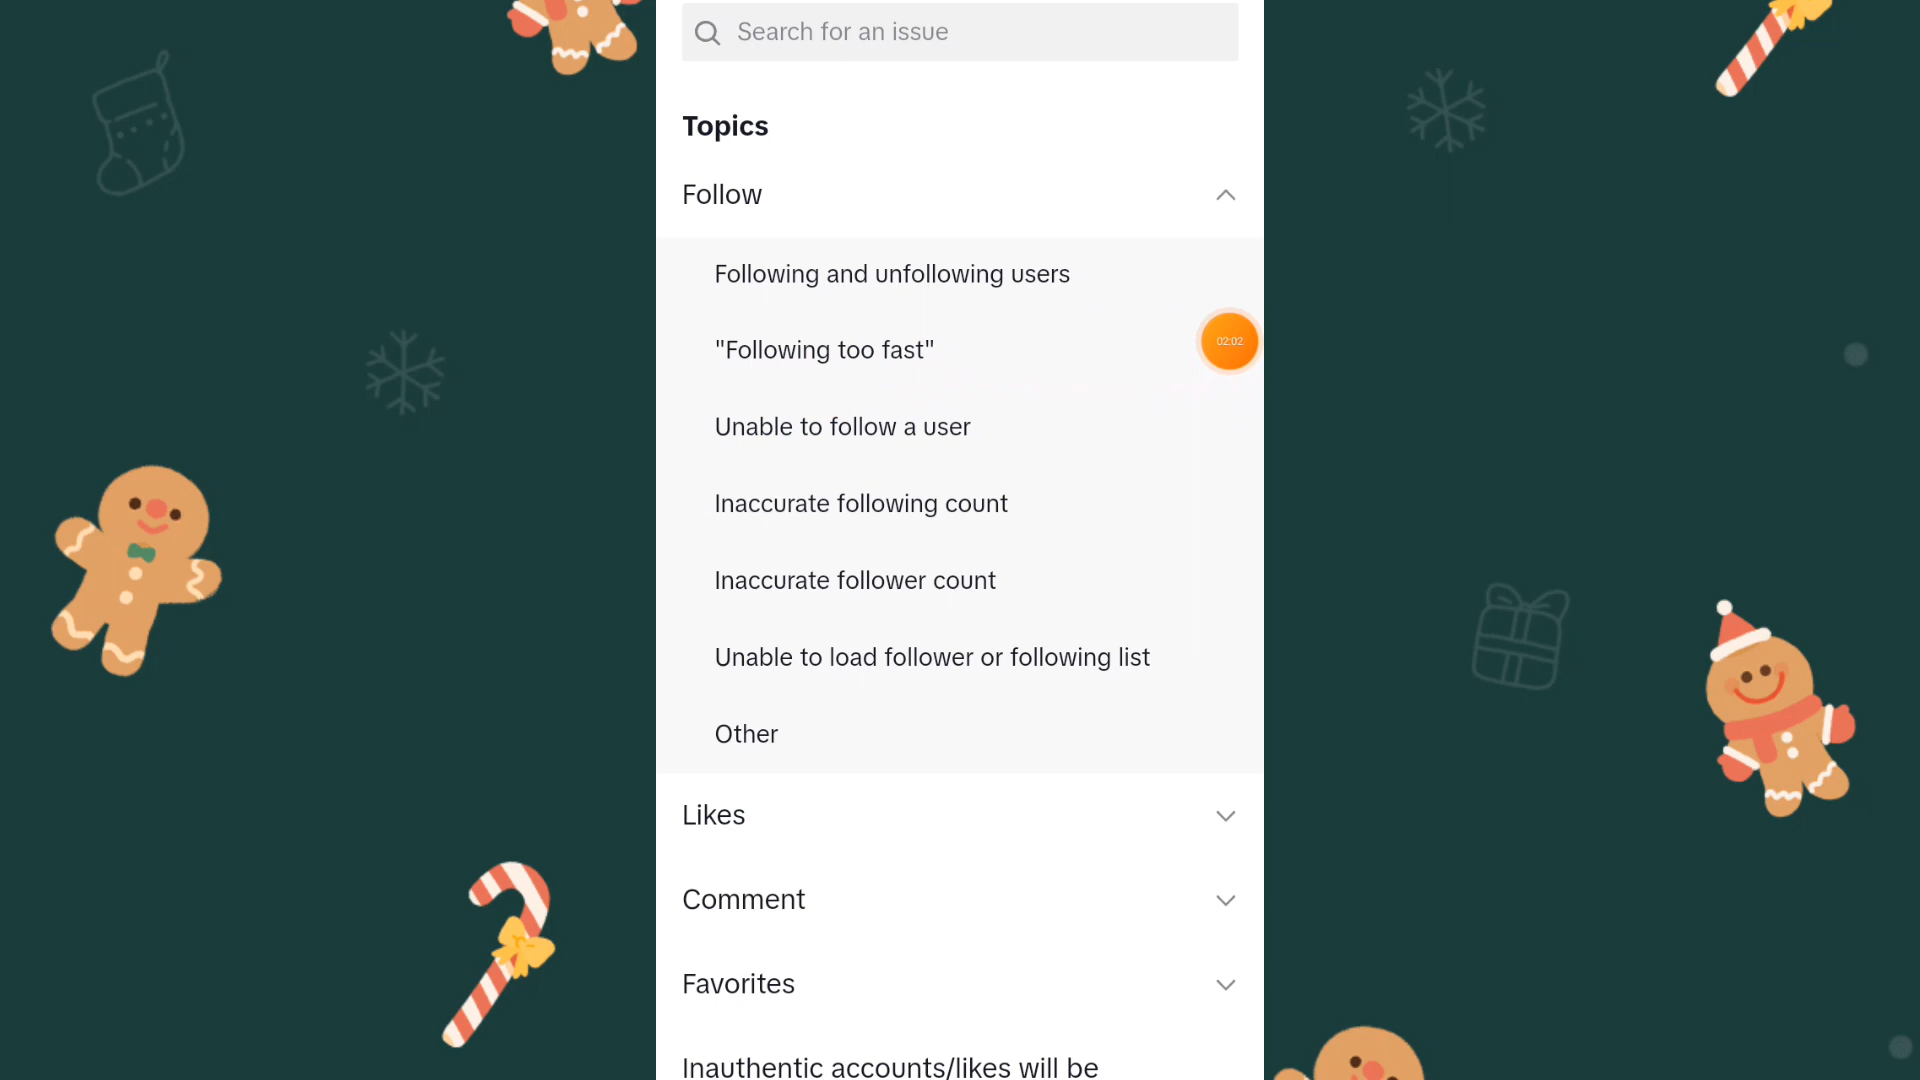 Search for an issue
Topics
Follow
Following and unfollowing users
"Following too fast"
02:02
Unable to follow a user
Inaccurate following count
Inaccurate follower count
Unable to load follower or following list
Other
Likes
Comment
Favorites
Inauthentic accounts/likes will be